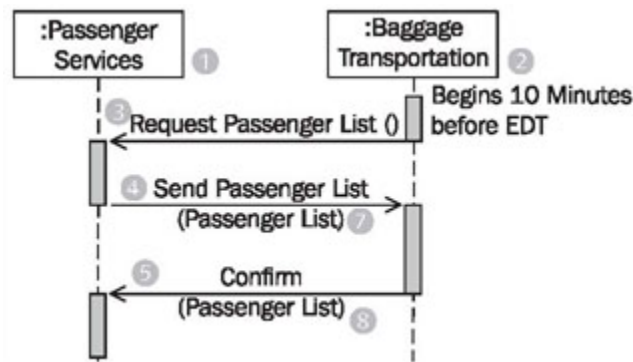 :Passenger
Services
1
:Baggage
Transportation
2
Begins 10 Minutes
before EDT
3
Request Passenger List ()
4
Send Passenger List
(Passenger List)
7
5
Confirm
(Passenger List)
8